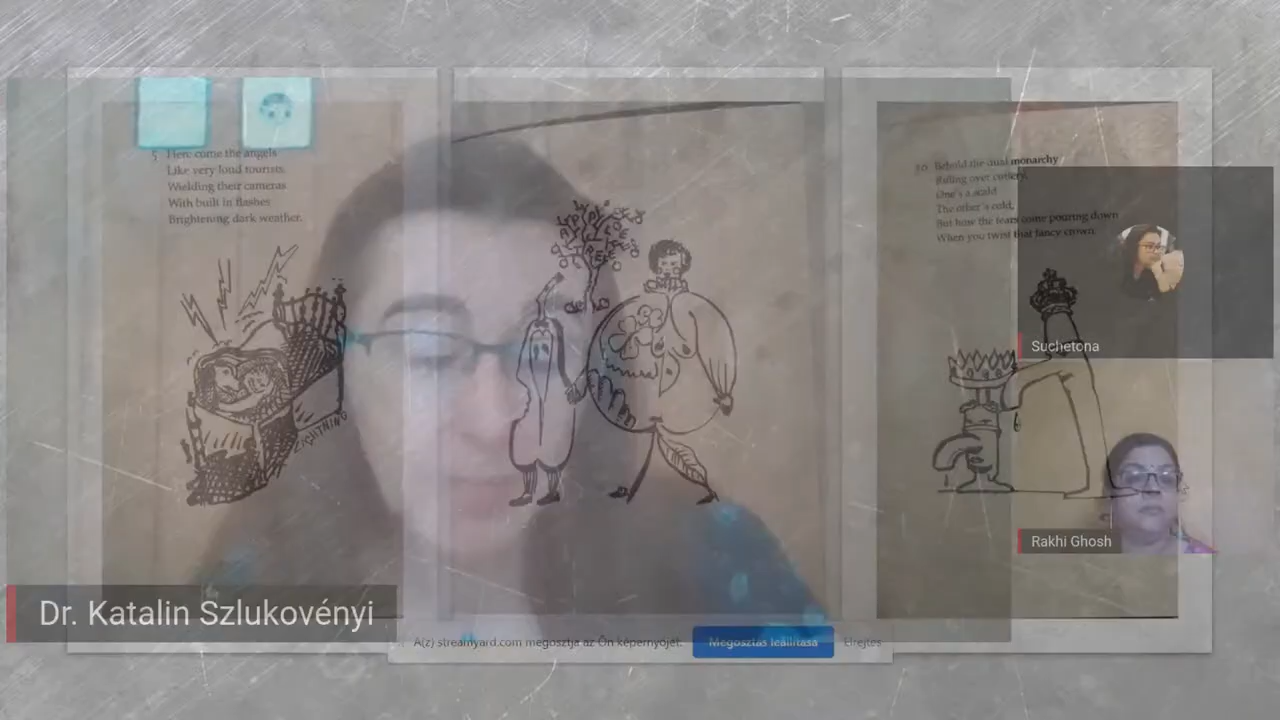 5 Here come the angels
Like very loud tourists.
Wielding their cameras
With built in flashes
Brightening dark weather.
LIGHTNING
APPLE TREE
50 Behold the dual monarchy
Ruling over cutlery.
One's a scald
The other's cold,
But how the tears come pouring down
When you twist that fancy crown.
Suchetona
Rakhi Ghosh
Dr. Katalin Szlukovényi
A(z) streamyard.com megosztja az Ön képernyőjét.
Megosztás leállítása
Elrejtés